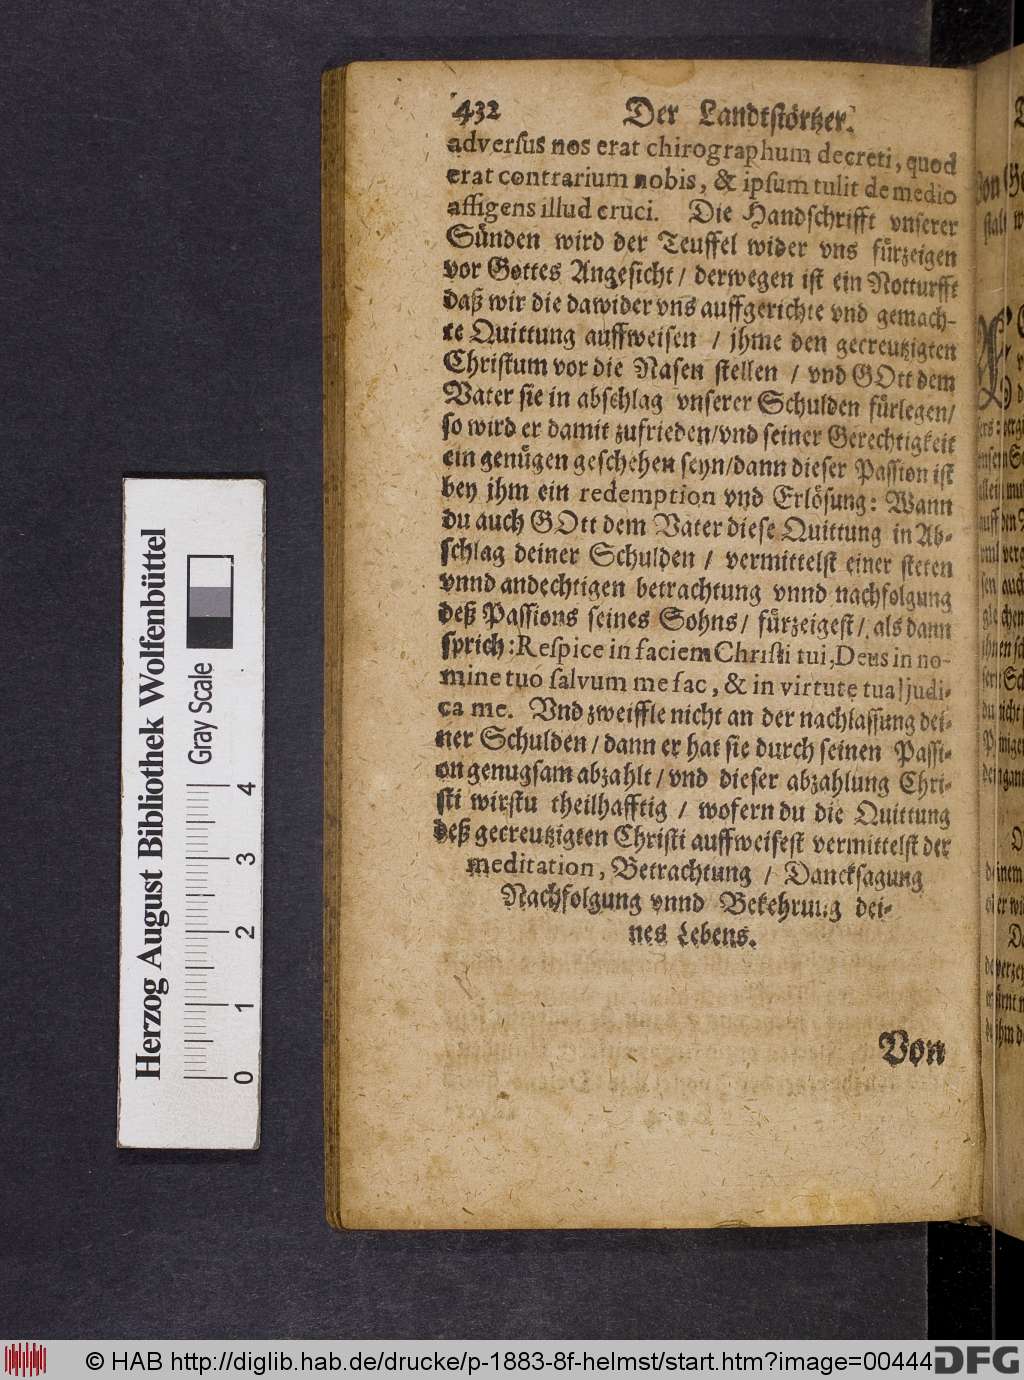 432 Der Landtstörtzer.
adversus nos erat chirographum decreti, quod
erat contrarium nobis, & ipsum tulit de medio
affigens illud cruci. Die Handschrifft vnserer
Sünden wird der Teuffel wider vns fürzeigen
vor Gottes Angesicht / derwegen ist ein Notturfft
daß wir die dawider vns auffgerichte vnd gemach-
te Quittung auffweisen / jhme den gecreutzigten
Christum vor die Nasen stellen / vnd GOtt dem
Vater sie in abschlag vnserer Schulden fürlegen/
so wird er damit zufrieden/vnd seiner Gerechtigkeit
ein genügen geschehen seyn/dann dieser Passion ist
bey jhm ein redemption vnd Erlösung: Wann
du auch GOtt dem Vater diese Quittung in Ab-
schlag deiner Schulden / vermittelst einer steten
vnnd andechtigen betrachtung vnnd nachfolgung
deß Passions seines Sohns / fürzeigest / als dann
sprich: Respice in faciem Christi tui, Deus in no-
mine tuo salvum me fac, & in virtute tua judi-
ca me. Vnd zweiffle nicht an der nachlassung dei-
ner Schulden / dann er hat sie durch seinen Passi-
on genugsam abzahlt / vnd dieser abzahlung Chri-
sti wirstu theilhafftig / wofern du die Quittung
deß gecreutzigten Christi auffweisest vermittelst der
meditation, Betrachtung / Dancksagung
Nachfolgung vnnd Bekehrung dei-
nes Lebens.
Von
Herzog August Bibliothek Wolfenbüttel
Gray Scale
0 1 2 3 4
© HAB http://diglib.hab.de/drucke/p-1883-8f-helmst/start.htm?image=00444
DFG